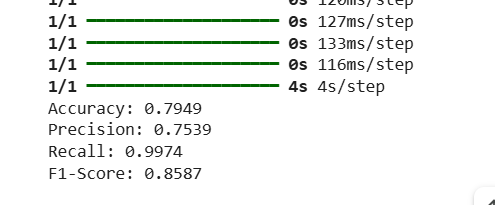 1/1 0s 120ms/step
1/1 0s 127ms/step
1/1 0s 133ms/step
1/1 0s 116ms/step
1/1 4s 4s/step
Accuracy: 0.7949
Precision: 0.7539
Recall: 0.9974
F1-Score: 0.8587